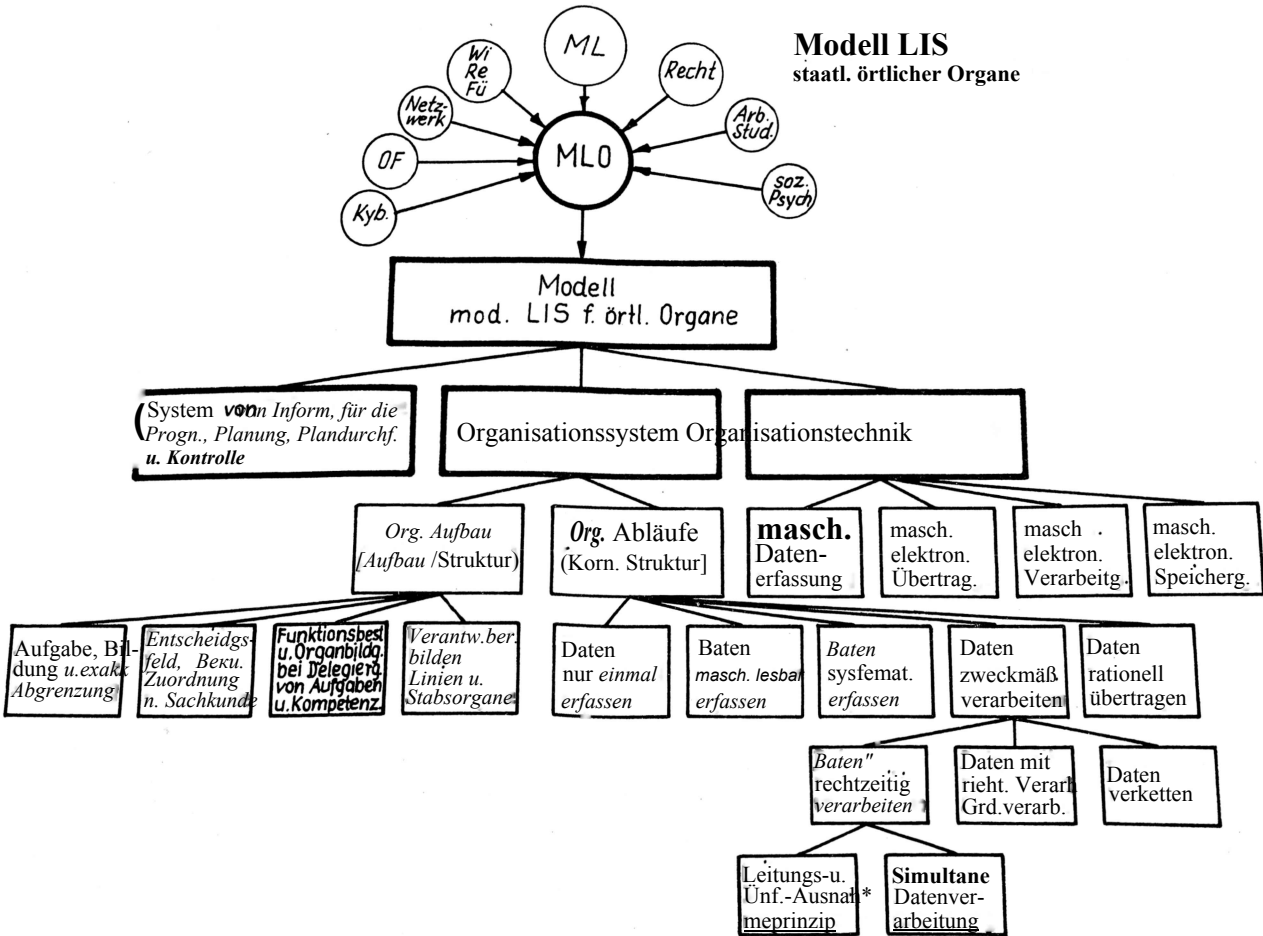 Modell LIS
staatl. örtlicher Organe
ML
Wi
Re
Fü
Recht
Netz-
werk
Arb.
Stud.
OF
MLO
soz.
Psych
Kyb.
Modell
mod. LIS f. örtl. Organe
(System von Inform, für die
Progn., Planung, Plandurchf.
u. Kontrolle
Organisationssystem Organisationstechnik
Org. Aufbau
[Aufbau /Struktur)
Org. Abläufe
(Korn. Struktur]
masch.
Daten-
erfassung
masch.
elektron.
Übertrag.
masch .
elektron.
Verarbeitg.
masch.
elektron.
Speicherg.
Aufgabe, Bil-
dung u.exakk
Abgrenzung
Entscheidgs-
feld, Beku.
Zuordnung
n. Sachkunde
Funktionsbest
u. Organbildg.
bei Delegierg.
von Aufgaben
u. Kompetenz.
Verantw.ber.
bilden
Linien u.
Stabsorgane
Daten
nur einmal
erfassen
Baten
masch. lesbar
erfassen
Baten
sysfemat.
erfassen
Daten
zweckmäß
verarbeiten
Daten
rationell
übertragen
Baten"
rechtzeitig
verarbeiten
Daten mit
rieht. Verarh
Grd.verarb.
Daten
verketten
Leitungs-u.
Ünf.-Ausnah*
meprinzip
Simultane
Datenver-
arbeitung